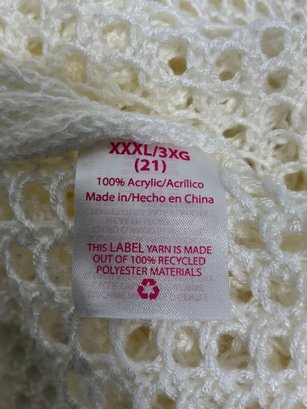 XXXL/3XG
(21)
100% Acrylic/Acrílico
Made in/Hecho en China
THIS LABEL YARN IS MADE
OUT OF 100% RECYCLED
POLYESTER MATERIALS